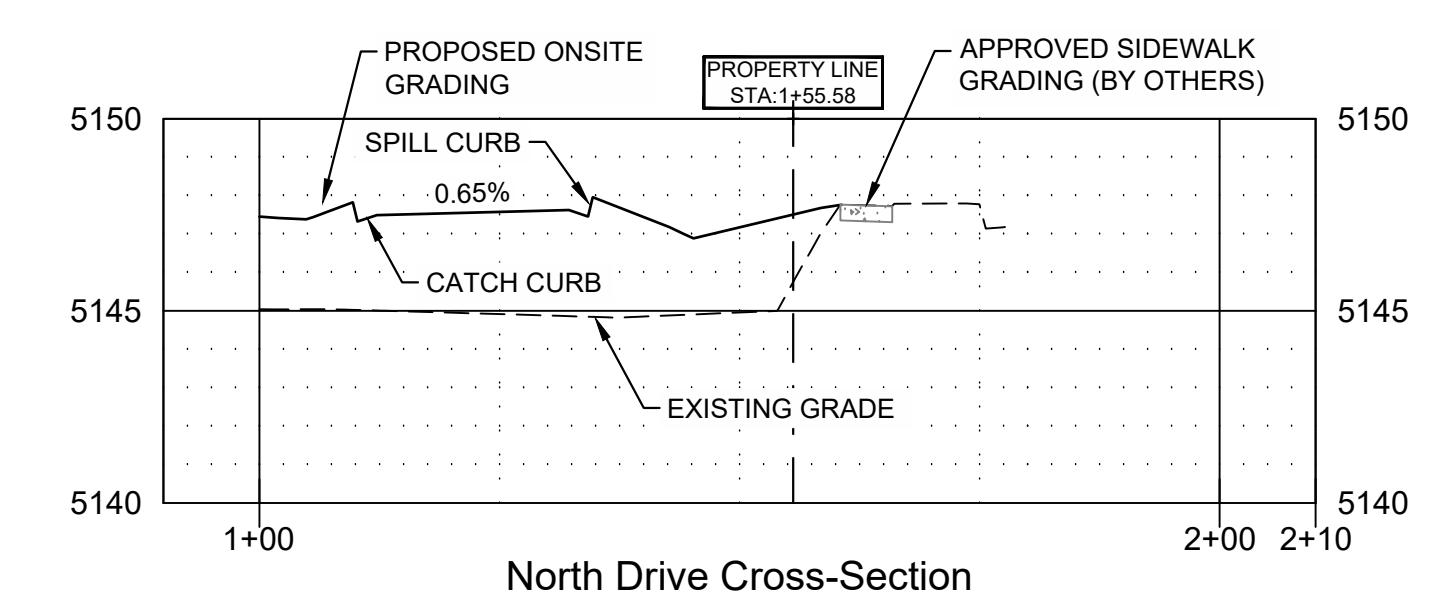 PROPOSED ONSITE
GRADING
PROPERTY LINE
STA:1+55.58
APPROVED SIDEWALK
GRADING (BY OTHERS)
5150
5150
SPILL CURB
0.65%
CATCH CURB
5145
5145
EXISTING GRADE
5140
5140
1+00
2+00
2+10
North Drive Cross-Section